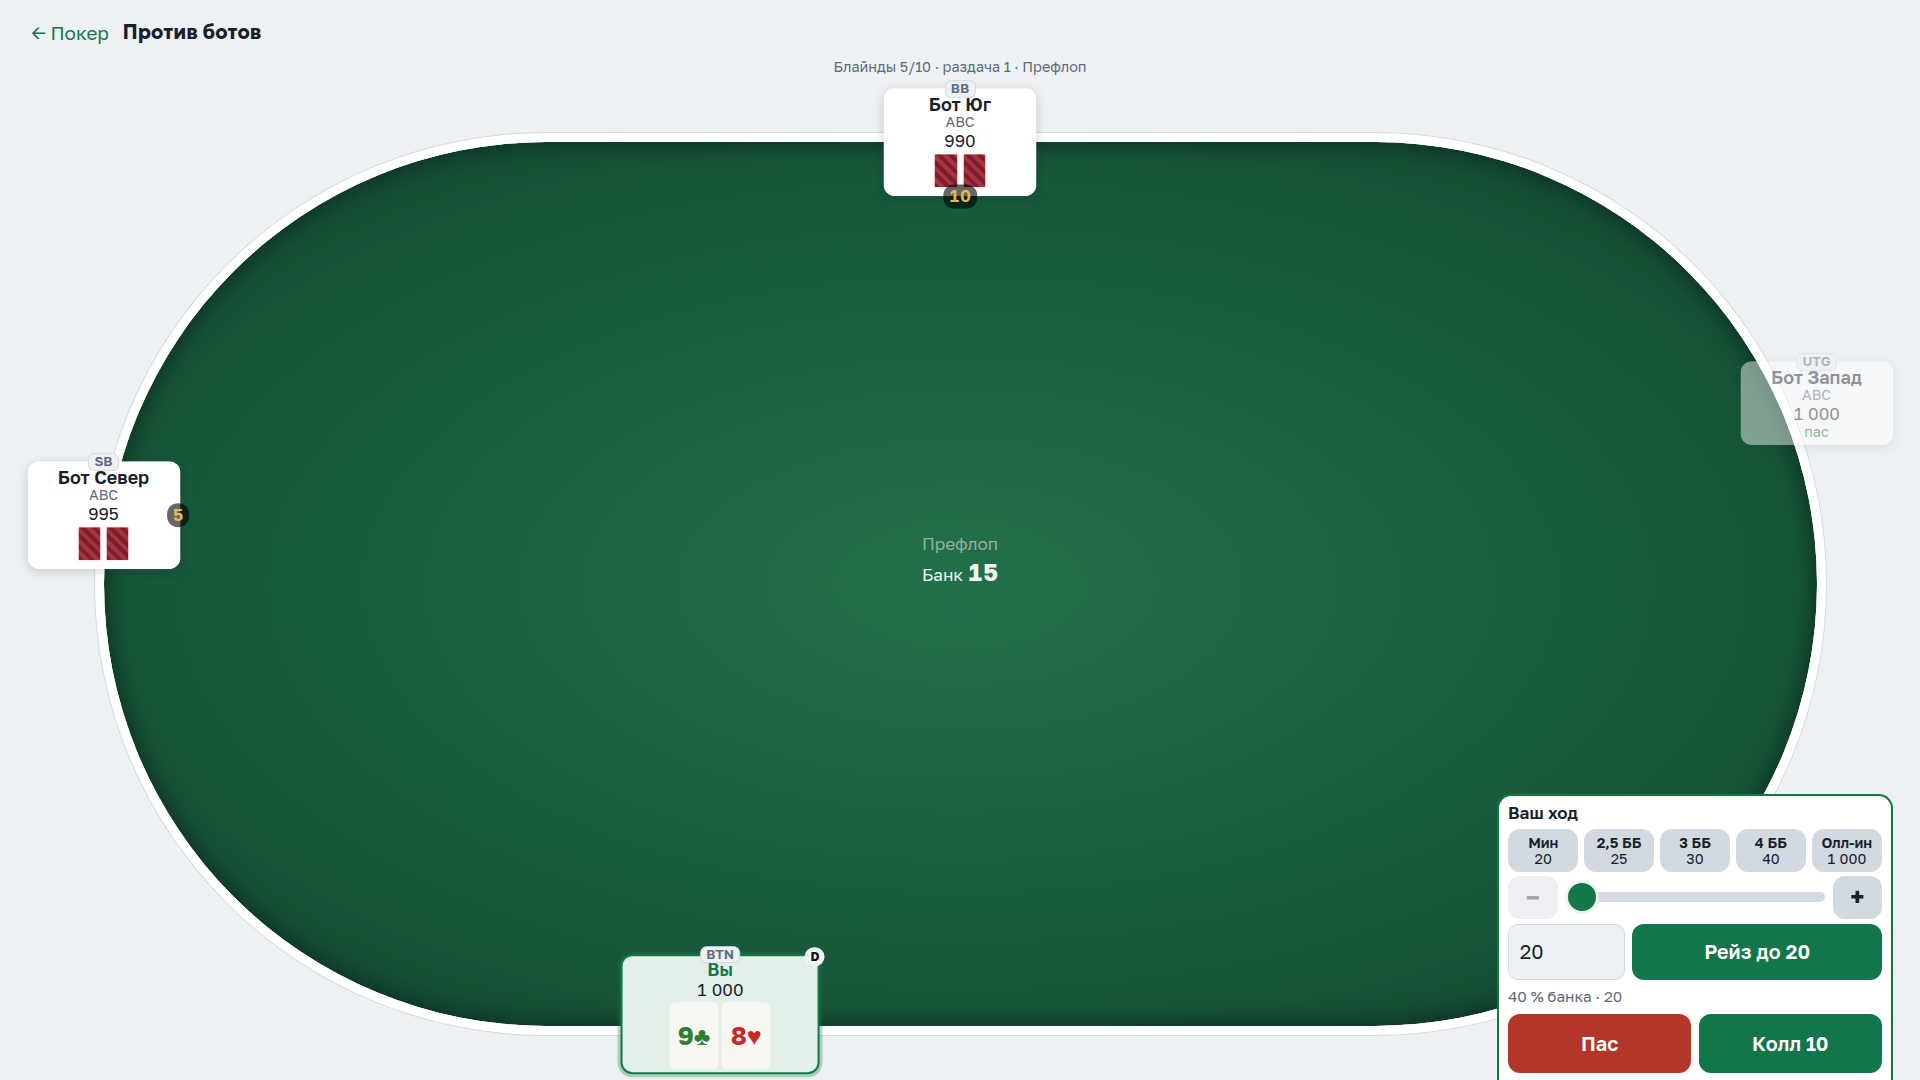 ← Покер Против ботов
Блайнды 5/10 · раздача 1 · Префлоп
BB
Бот Юг
ABC
990
10
UTG
Бот Запад
ABC
1 000
пас
SB
Бот Север
ABC
995
5
Префлоп
Банк 15
BTN
D
Вы
1 000
9♣ 8♥
Ваш ход
Мин 2,5 ББ 3 ББ 4 ББ Олл-ин
20 25 30 40 1 000
− +
20 Рейз до 20
40 % банка · 20
Пас Колл 10